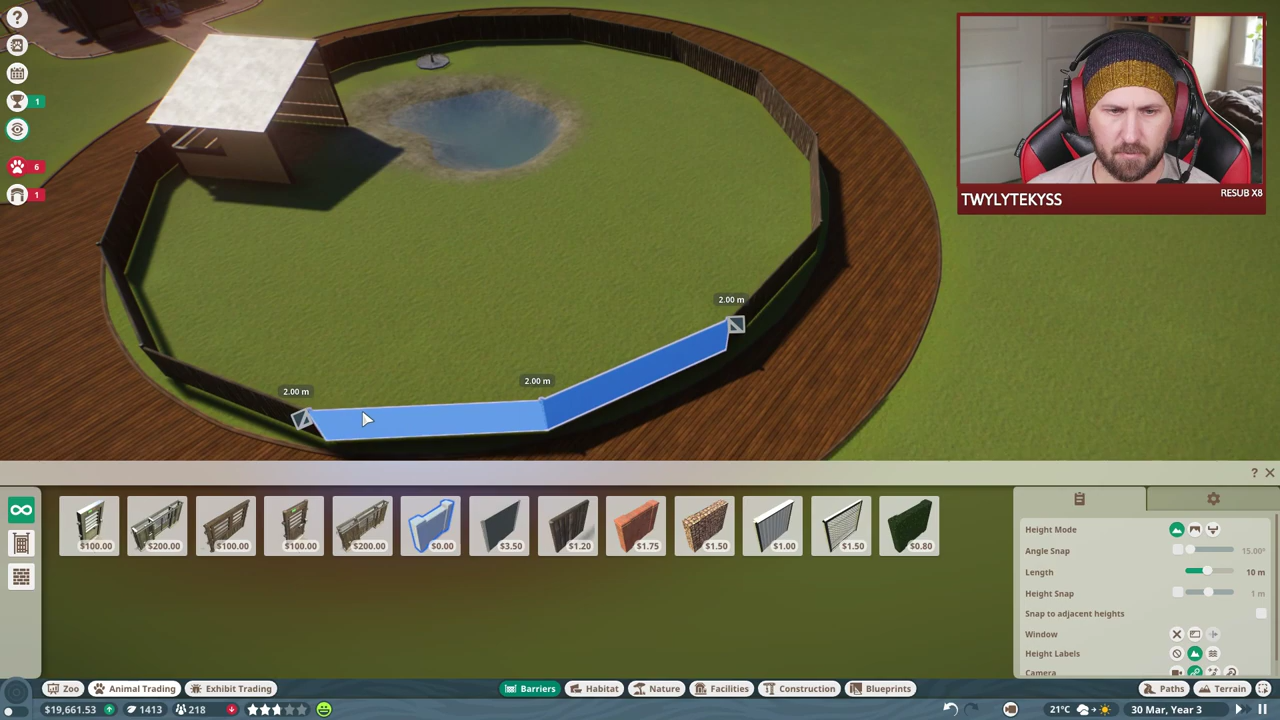 ?
1
6
1
TWYLYTEKYSS
RESUB X8
2.00 m
2.00 m
2.00 m
?
$100.00
$200.00
$100.00
$100.00
$200.00
$0.00
$3.50
$1.20
$1.75
$1.50
$1.00
$1.50
$0.80
Height Mode
Angle Snap 15.00°
Length 10 m
Height Snap 1 m
Snap to adjacent heights
Window
Height Labels
Camera
Zoo
Animal Trading
Exhibit Trading
Barriers
Habitat
Nature
Facilities
Construction
Blueprints
Paths
Terrain
$19,661.53
1413
218
21°C
30 Mar, Year 3